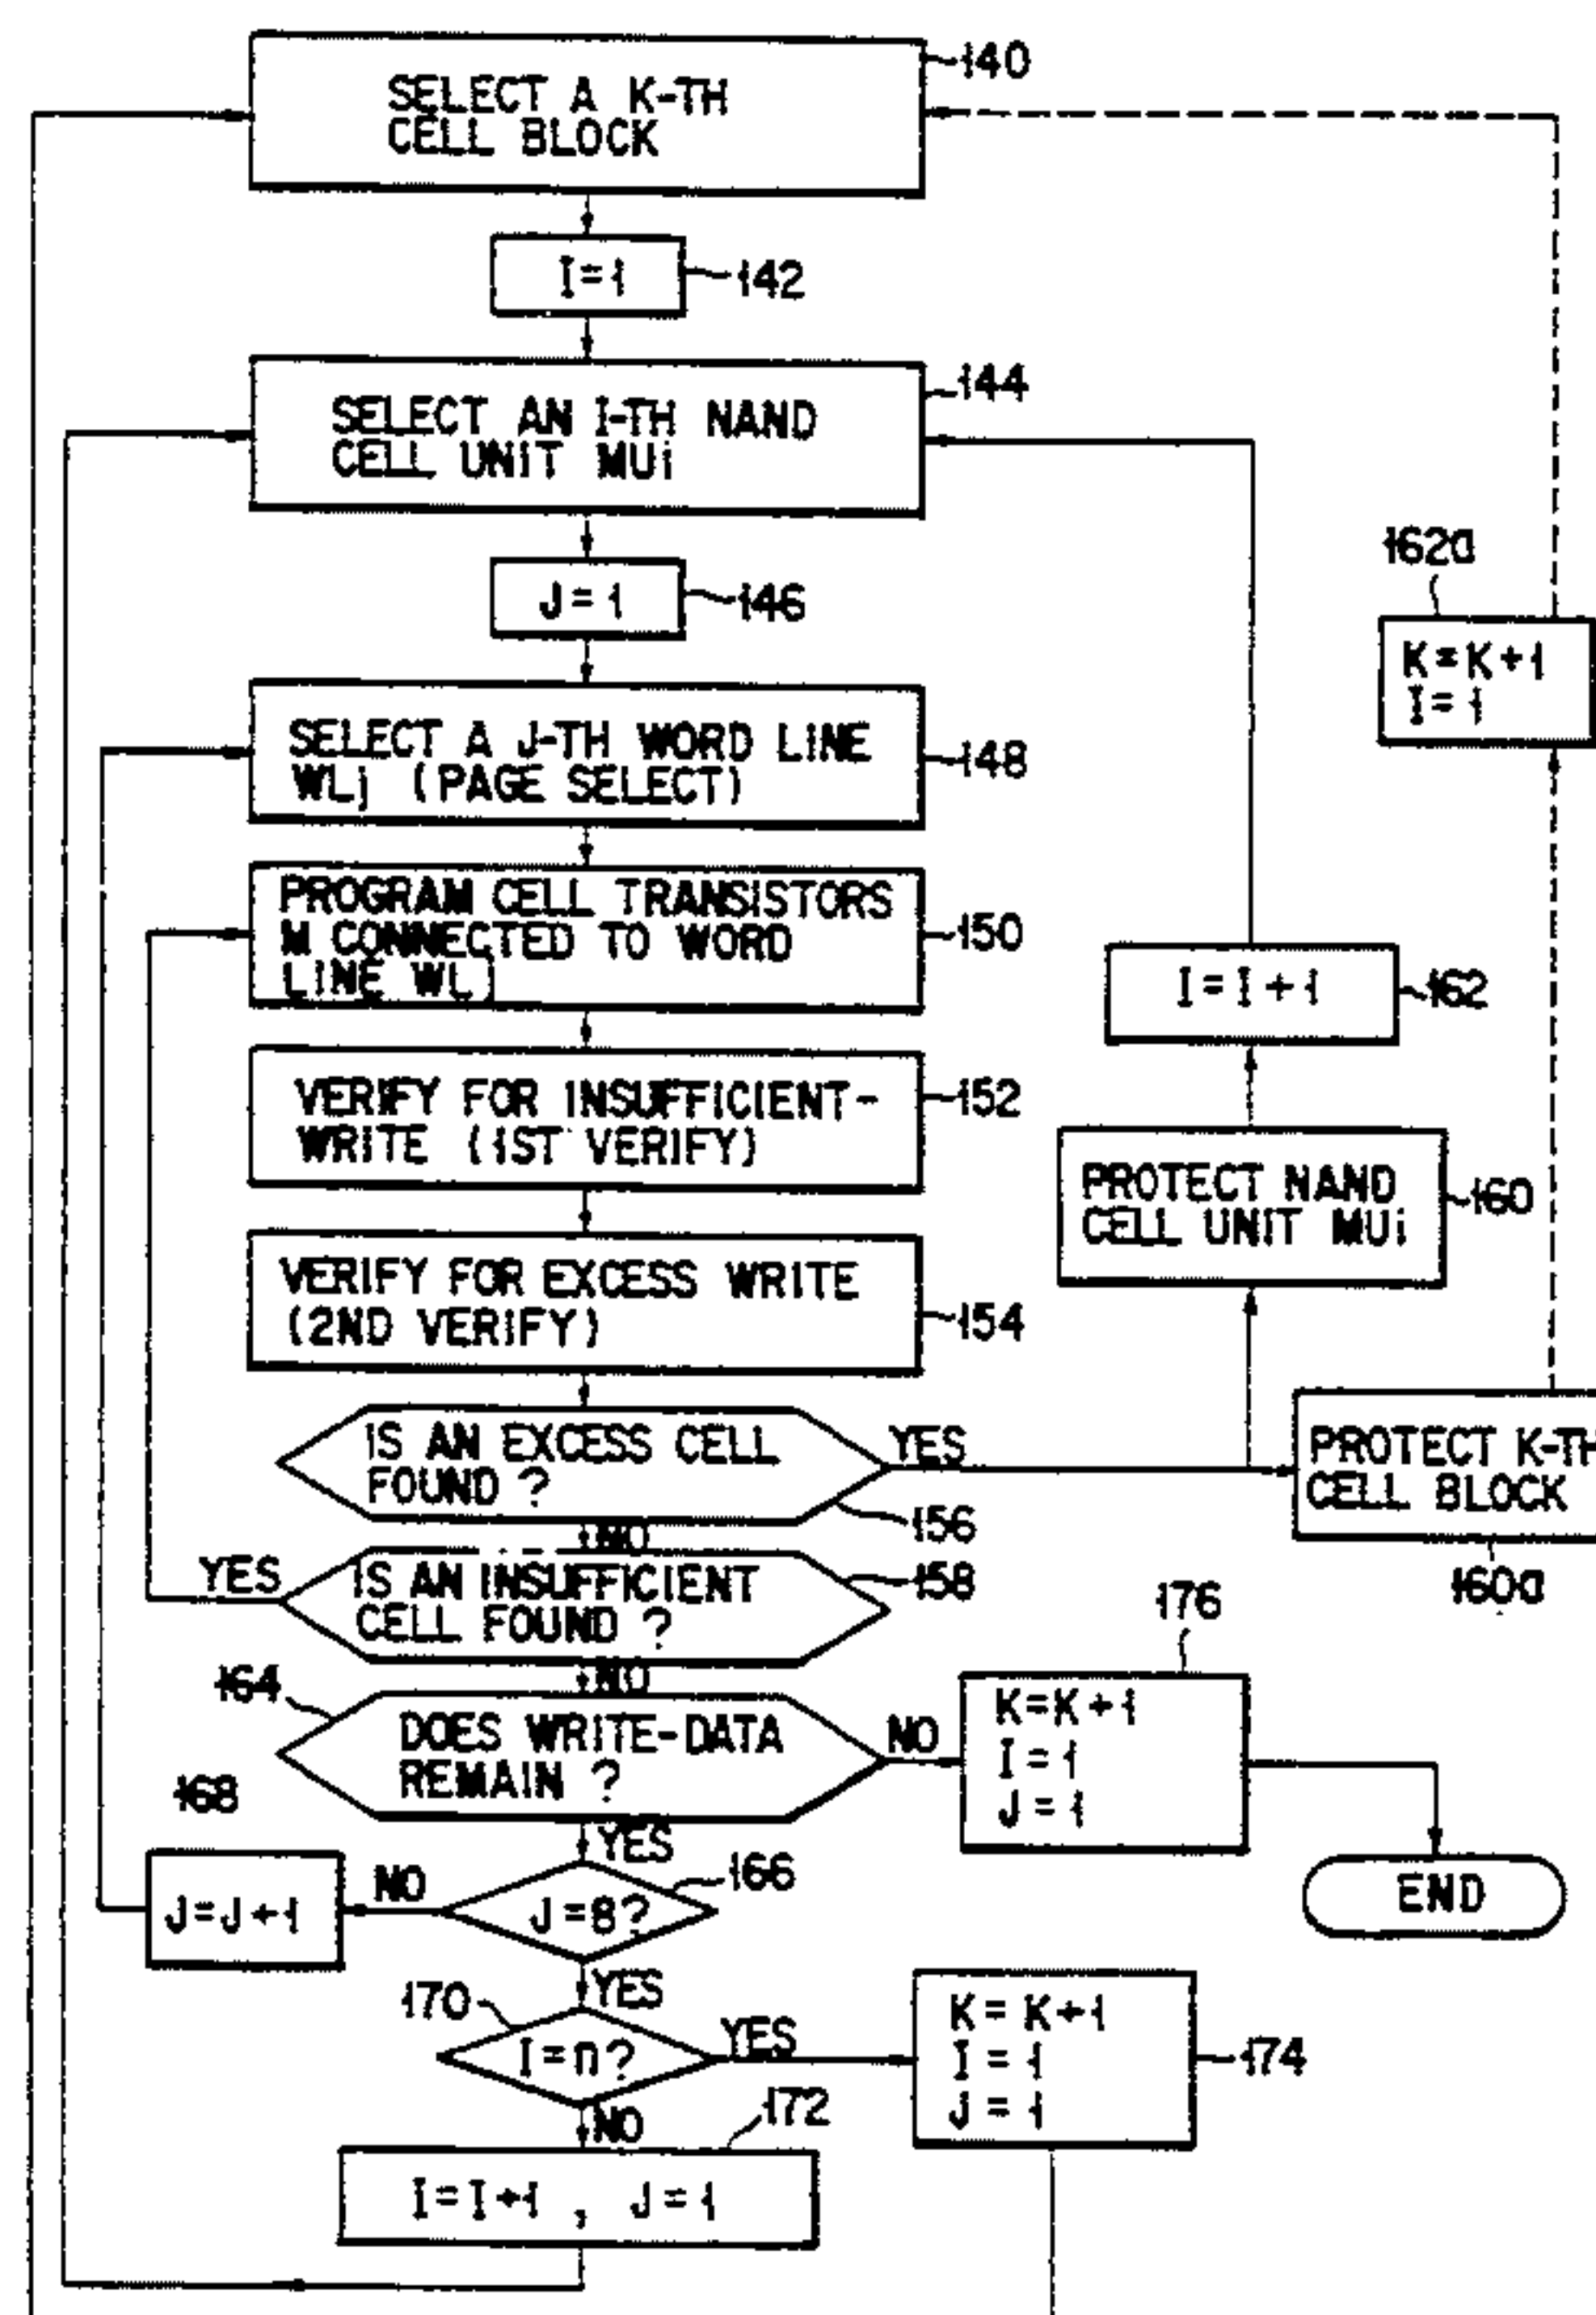 SELECT A K-TH
CELL BLOCK
140
I=1
142
SELECT AN I-TH NAND
CELL UNIT MUi
144
J=1
146
162a
K=K+1
I=1
SELECT A J-TH WORD LINE
WLj (PAGE SELECT)
148
PROGRAM CELL TRANSISTORS
M CONNECTED TO WORD
LINE WLj
150
I=I+1
162
VERIFY FOR INSUFFICIENT-
WRITE (1ST VERIFY)
152
PROTECT NAND
CELL UNIT MUi
160
VERIFY FOR EXCESS WRITE
(2ND VERIFY)
154
IS AN EXCESS CELL
FOUND ?
YES
156
PROTECT K-TH
CELL BLOCK
160a
NO
IS AN INSUFFICIENT
CELL FOUND ?
YES
158
NO
164
DOES WRITE-DATA
REMAIN ?
NO
176
K=K+1
I=1
J=1
END
YES
168
J=J+1
NO
J=8?
166
YES
170
I=n?
YES
K=K+1
I=1
J=1
174
NO
172
I=I+1 , J=1